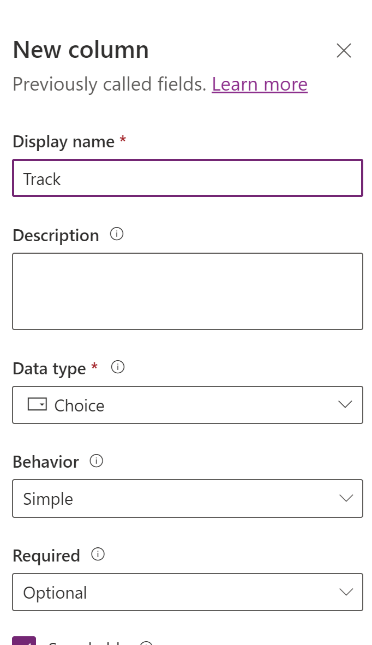 New column
Previously called fields. Learn more
Display name *
Track
Description
Data type *
Choice
Behavior
Simple
Required
Optional